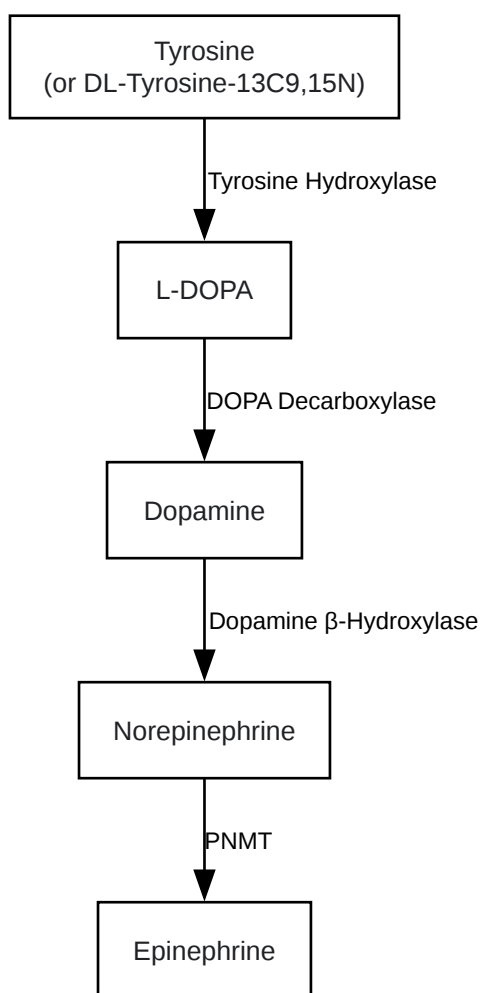 Tyrosine
(or DL-Tyrosine-13C9,15N)
Tyrosine Hydroxylase
L-DOPA
DOPA Decarboxylase
Dopamine
Dopamine β-Hydroxylase
Norepinephrine
PNMT
Epinephrine